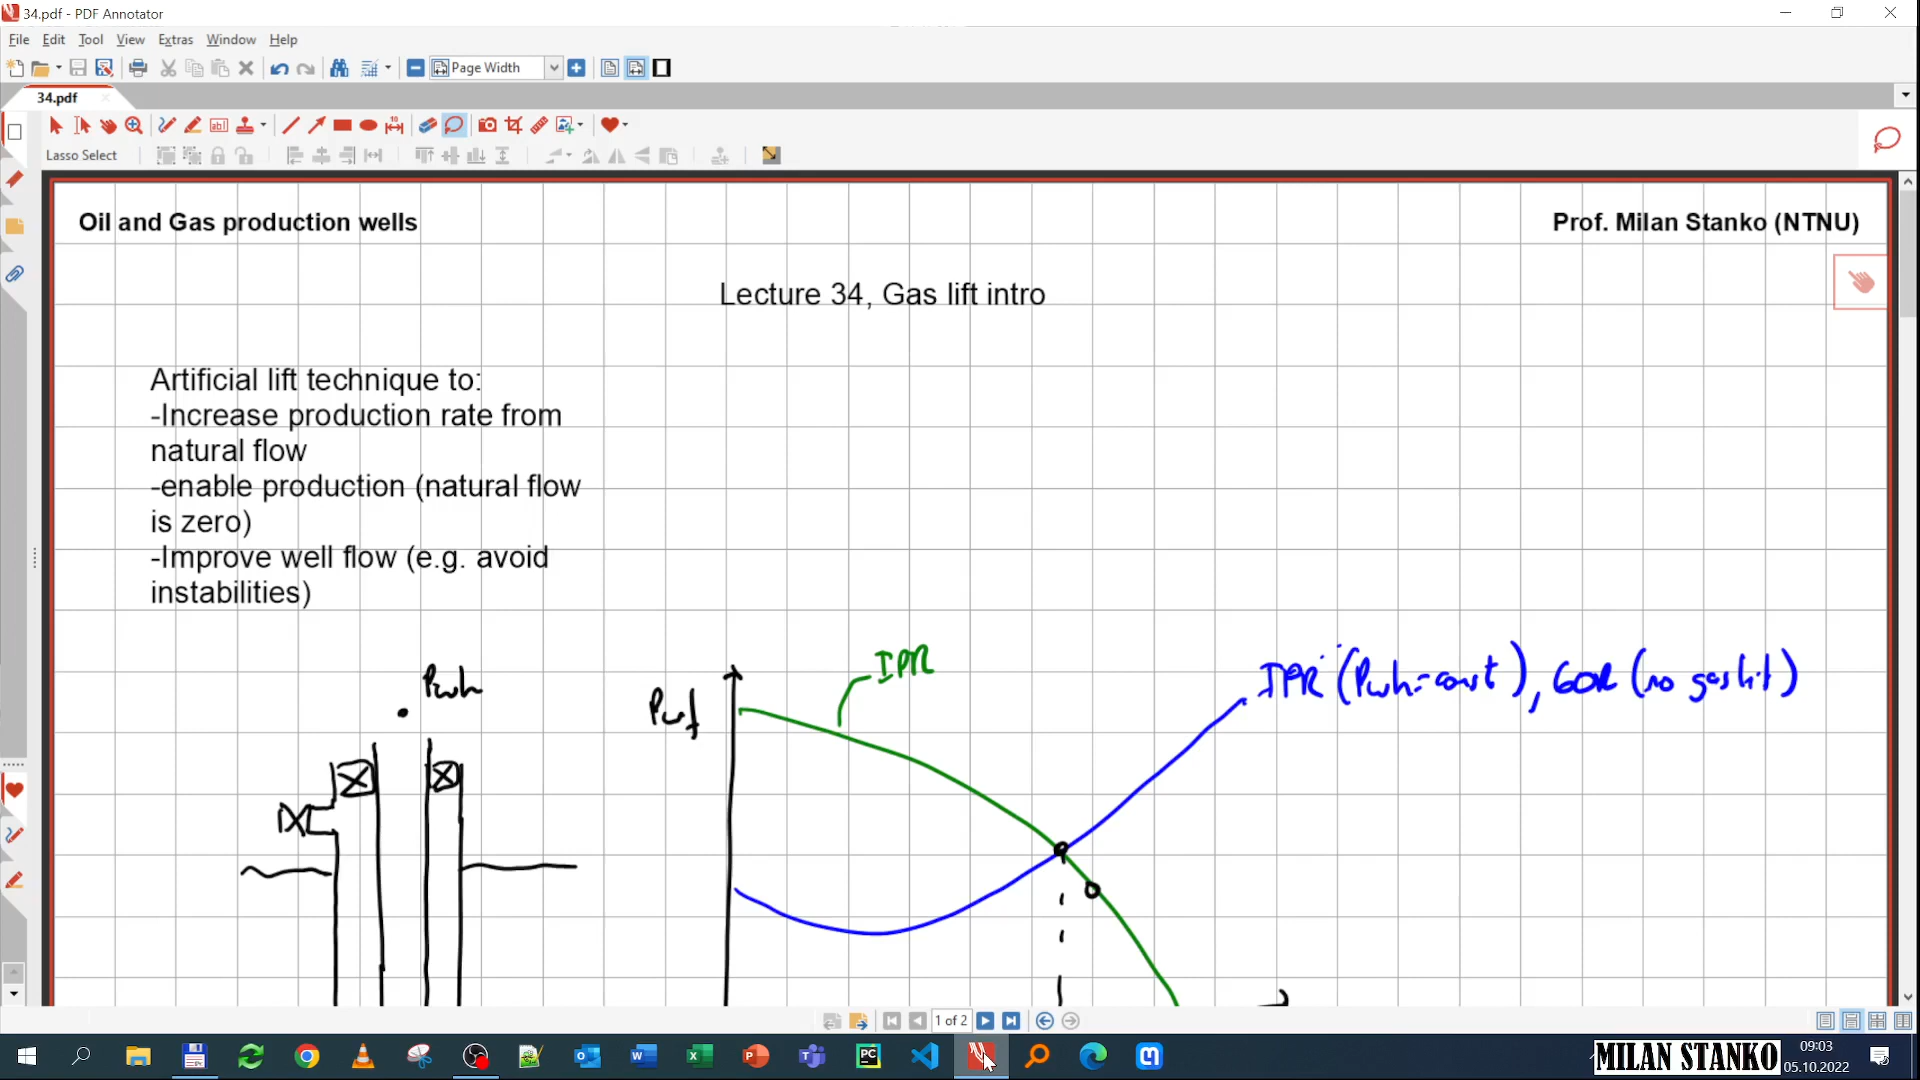 34.pdf - PDF Annotator
File Edit Tool View Extras Window Help
Page Width
34.pdf
Lasso Select
Oil and Gas production wells
Prof. Milan Stanko (NTNU)
Lecture 34, Gas lift intro
Artificial lift technique to:
-Increase production rate from
natural flow
-enable production (natural flow
is zero)
-Improve well flow (e.g. avoid
instabilities)
Pwh
Pwf
IPR
IPR (Pwh=const), GOR (no gas lift)
1 of 2
MILAN STANKO
09:03
05.10.2022